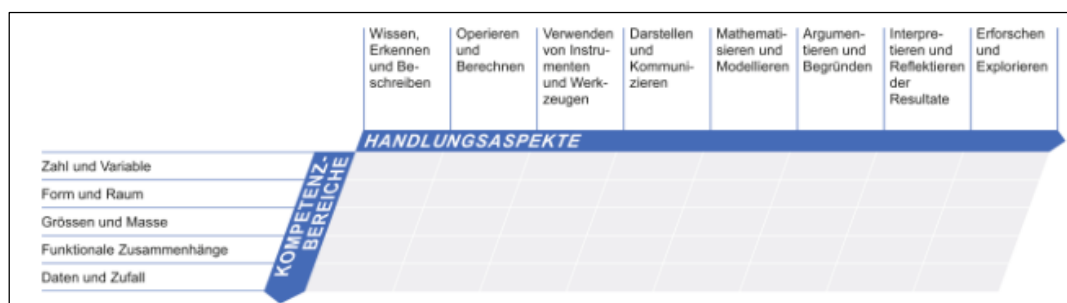 Wissen,
Erkennen
und Be-
schreiben
Operieren
und
Berechnen
Verwenden
von Instru-
menten
und Werk-
zeugen
Darstellen
und
Kommuni-
zieren
Mathemati-
sieren und
Modellieren
Argumen-
tieren und
Begründen
Interpre-
tieren und
Reflektieren
der
Resultate
Erforschen
und
Explorieren
HANDLUNGSASPEKTE
KOMPETENZ-
BEREICHE
Zahl und Variable
Form und Raum
Grössen und Masse
Funktionale Zusammenhänge
Daten und Zufall